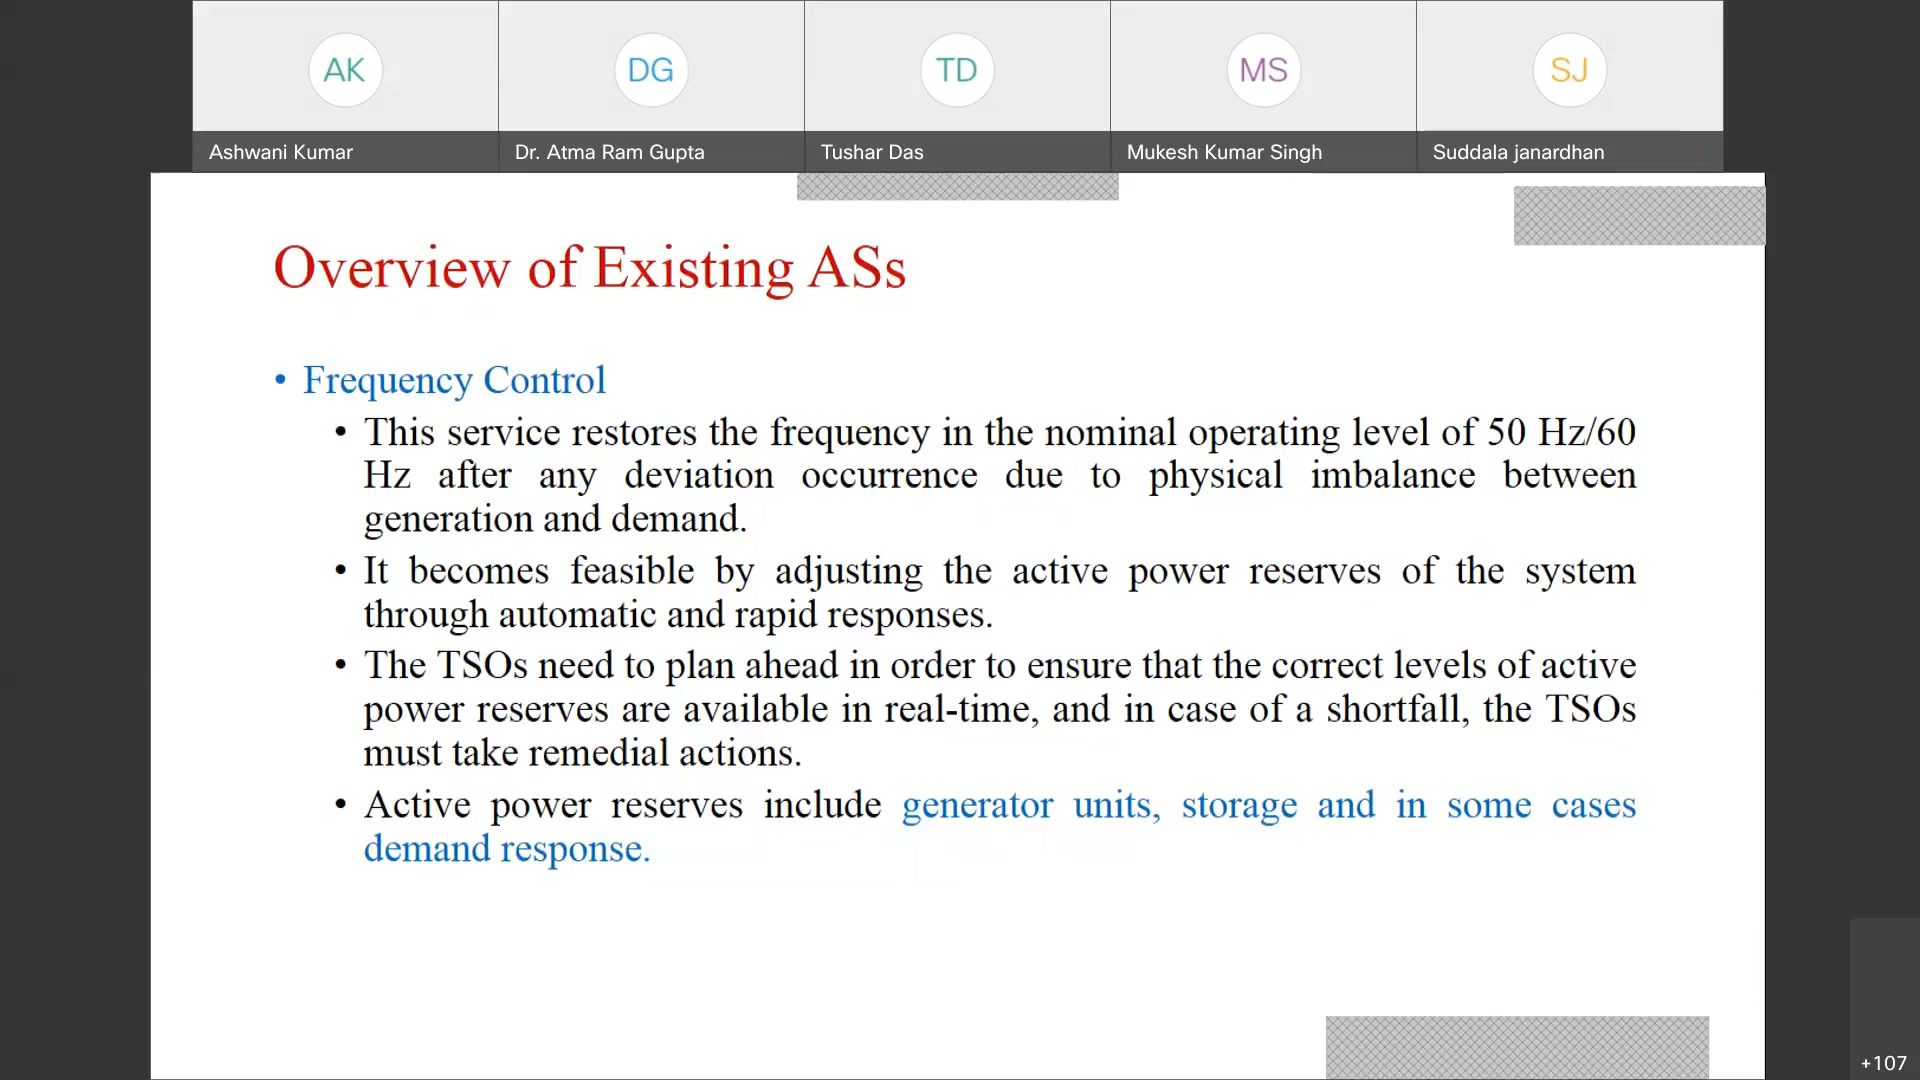 AK
DG
TD
MS
SJ
Ashwani Kumar
Dr. Atma Ram Gupta
Tushar Das
Mukesh Kumar Singh
Suddala janardhan
Overview of Existing ASs
• Frequency Control
• This service restores the frequency in the nominal operating level of 50 Hz/60
Hz after any deviation occurrence due to physical imbalance between
generation and demand.
• It becomes feasible by adjusting the active power reserves of the system
through automatic and rapid responses.
• The TSOs need to plan ahead in order to ensure that the correct levels of active
power reserves are available in real-time, and in case of a shortfall, the TSOs
must take remedial actions.
• Active power reserves include generator units, storage and in some cases
demand response.
+107